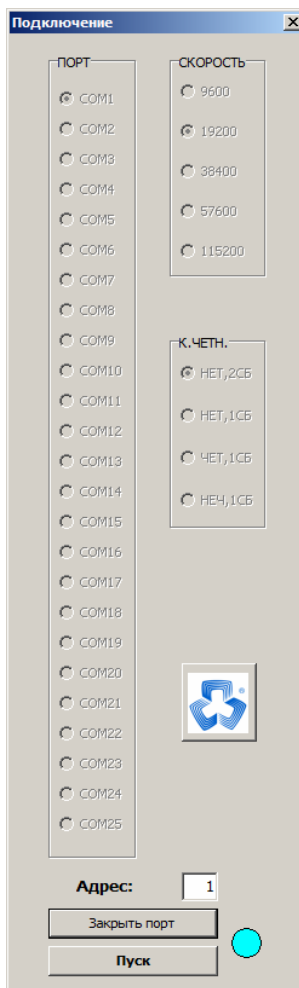 Подключение
ПОРТ
COM1
COM2
COM3
COM4
COM5
COM6
COM7
COM8
COM9
COM10
COM11
COM12
COM13
COM14
COM15
COM16
COM17
COM18
COM19
COM20
COM21
COM22
COM23
COM24
COM25
СКОРОСТЬ
9600
19200
38400
57600
115200
К.ЧЕТН.
НЕТ,2СБ
НЕТ,1СБ
ЧЕТ,1СБ
НЕЧ,1СБ
®
Адрес: 1
Закрыть порт
Пуск